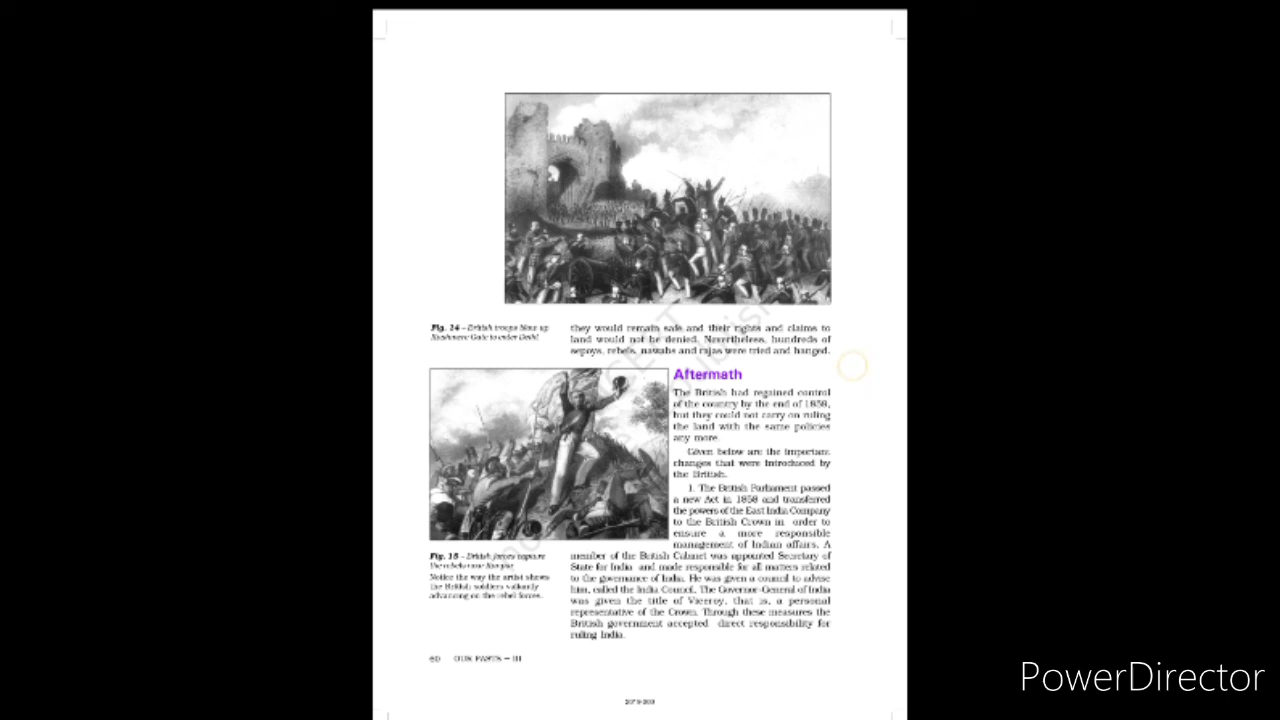 Fig. 14 – British troops blow up
Kashmere Gate to enter Delhi
they would remain safe and their rights and claims to
land would not be denied. Nevertheless, hundreds of
sepoys, rebels, nawabs and rajas were tried and hanged.
Aftermath
The British had regained control
of the country by the end of 1859,
but they could not carry on ruling
the land with the same policies
any more.
Given below are the important
changes that were introduced by
the British.
1. The British Parliament passed
a new Act in 1858 and transferred
the powers of the East India Company
to the British Crown in order to
ensure a more responsible
management of Indian affairs. A
member of the British Cabinet was appointed Secretary of
State for India and made responsible for all matters related
to the governance of India. He was given a council to advise
him, called the India Council. The Governor-General of India
was given the title of Viceroy, that is, a personal
representative of the Crown. Through these measures the
British government accepted direct responsibility for
ruling India.
Fig. 15 – British forces capture
the rebels near Kanpur
Notice the way the artist shows
the British soldiers valiantly
advancing on the rebel forces.
60 OUR PASTS – III
PowerDirector